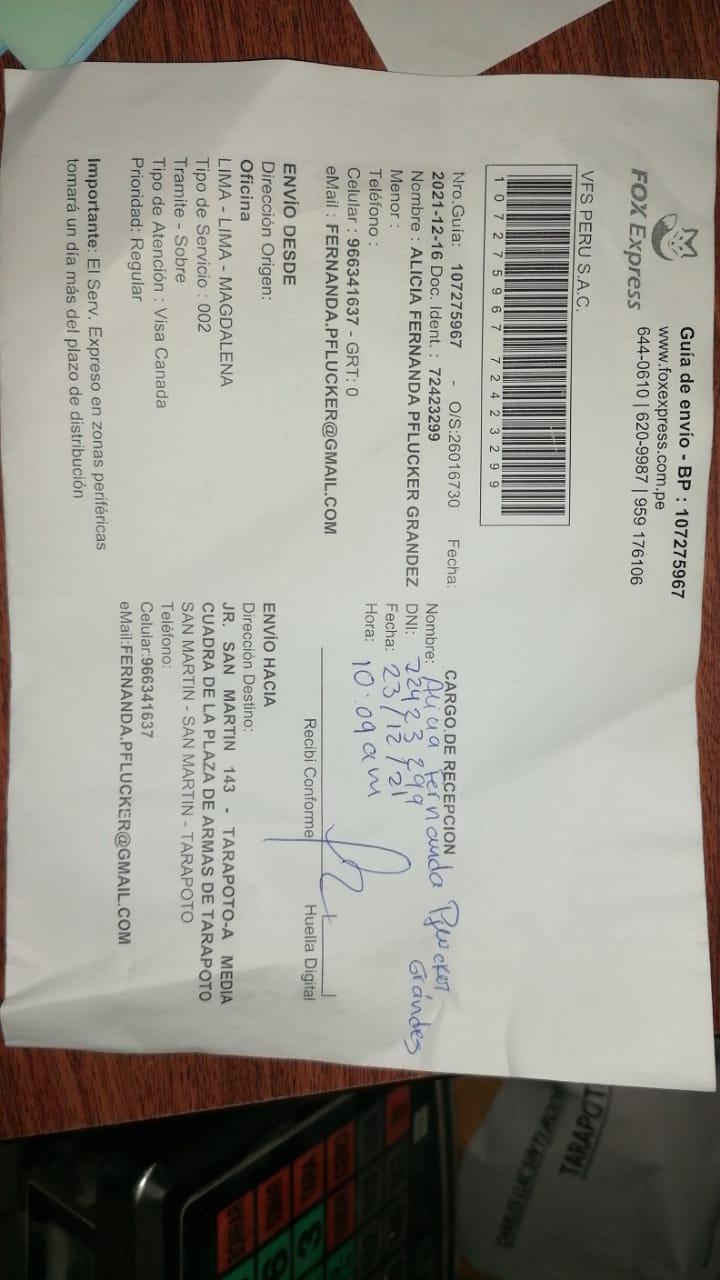 FOX Express
Guía de envío - BP : 107275967
www.foxexpress.com.pe
644-0610 | 620-9987 | 959 176106
VFS PERU S.A.C.
1 0 7 2 7 5 9 6 7 7 2 4 2 3 2 9 9
Nro.Guía: 107275967 - O/S:26016730 Fecha:
2021-12-16 Doc. Ident. : 72423299
Nombre : ALICIA FERNANDA PFLUCKER GRANDEZ
Menor :
Teléfono :
Celular : 966341637 - GRT: 0
eMail : FERNANDA.PFLUCKER@GMAIL.COM
ENVÍO DESDE
Dirección Origen:
Oficina
LIMA - LIMA - MAGDALENA
Tipo de Servicio : 002
Tramite - Sobre
Tipo de Atención : Visa Canada
Prioridad: Regular
Importante: El Serv. Expreso en zonas periféricas
tomará un día más del plazo de distribución
CARGO DE RECEPCION
Nombre: Alicia Fernanda Pflucker Grández
DNI: 72423299
Fecha: 23/12/21
Hora: 10:09 am
Recibi Conforme Huella Digital
ENVÍO HACIA
Dirección Destino:
JR. SAN MARTIN 143 - TARAPOTO-A MEDIA
CUADRA DE LA PLAZA DE ARMAS DE TARAPOTO
SAN MARTIN - SAN MARTIN - TARAPOTO
Teléfono:
Celular:966341637
eMail:FERNANDA.PFLUCKER@GMAIL.COM